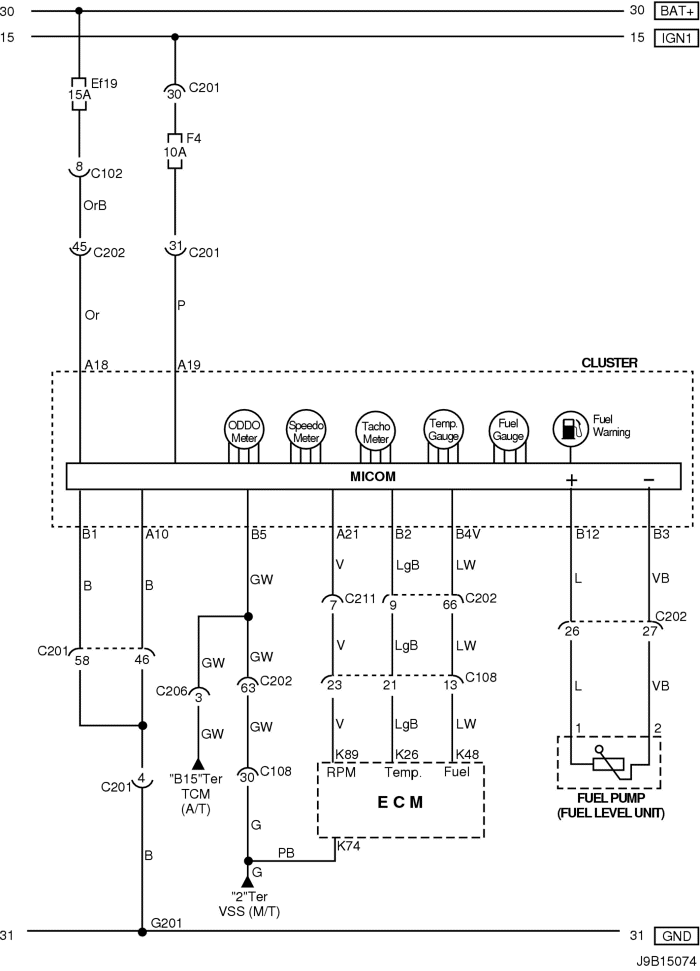 30 30 BAT+
15 15 IGN1
Ef19
15A
30 C201
F4
10A
8 C102
OrB
45 C202
31 C201
Or
P
A18 A19
CLUSTER
ODDO
Meter
Speedo
Meter
Tacho
Meter
Temp.
Gauge
Fuel
Gauge
Fuel
Warning
MICOM + −
B1 A10 B5 A21 B2 B4V B12 B3
B B GW V LgB LW L VB
7 C211 9 66 C202
26 27 C202
C201 58 46
GW GW V LgB LW
C206 3 63 C202
23 21 13 C108
L VB
GW GW V LgB LW
1 2
"B15"Ter
TCM
(A/T)
30 C108
K89 K26 K48
RPM Temp. Fuel
ECM
C201 4
FUEL PUMP
(FUEL LEVEL UNIT)
G
B PB K74
G
"2"Ter
VSS (M/T)
G201
31 31 GND
J9B15074